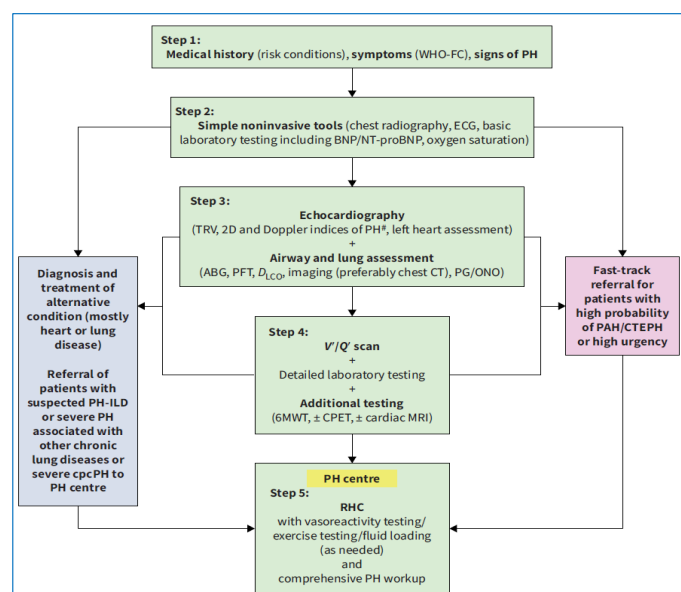 Step 1:
Medical history (risk conditions), symptoms (WHO-FC), signs of PH
Step 2:
Simple noninvasive tools (chest radiography, ECG, basic
laboratory testing including BNP/NT-proBNP, oxygen saturation)
Step 3:
Echocardiography
(TRV, 2D and Doppler indices of PH#, left heart assessment)
+
Airway and lung assessment
(ABG, PFT, DLCO, imaging (preferably chest CT), PG/ONO)
Diagnosis and
treatment of
alternative
condition (mostly
heart or lung
disease)
Referral of
patients with
suspected PH-ILD
or severe PH
associated with
other chronic
lung diseases or
severe cpcPH to
PH centre
Fast-track
referral for
patients with
high probability
of PAH/CTEPH
or high urgency
Step 4:
V′/Q′ scan
+
Detailed laboratory testing
+
Additional testing
(6MWT, ± CPET, ± cardiac MRI)
PH centre
Step 5:
RHC
with vasoreactivity testing/
exercise testing/fluid loading
(as needed)
and
comprehensive PH workup